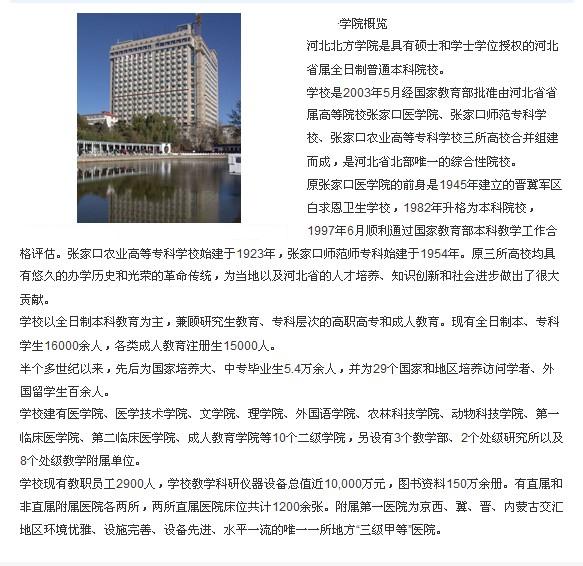 学院概览
河北北方学院是具有硕士和学士学位授权的河北
省属全日制普通本科院校。
学校是2003年5月经国家教育部批准由河北省省
属高等院校张家口医学院、张家口师范专科学
校、张家口农业高等专科学校三所高校合并组建
而成，是河北省北部唯一的综合性院校。
原张家口医学院的前身是1945年建立的晋冀军区
白求恩卫生学校，1982年升格为本科院校，
1997年6月顺利通过国家教育部本科教学工作合
格评估。张家口农业高等专科学校始建于1923年，张家口师范师专科始建于1954年。原三所高校均具
有悠久的办学历史和光荣的革命传统，为当地以及河北省的人才培养、知识创新和社会进步做出了很大
贡献。
学校以全日制本科教育为主，兼顾研究生教育、专科层次的高职高专和成人教育。现有全日制本、专科
学生16000余人，各类成人教育注册生15000人。
半个多世纪以来，先后为国家培养大、中专毕业生5.4万余人，并为29个国家和地区培养访问学者、外
国留学生百余人。
学校建有医学院、医学技术学院、文学院、理学院、外国语学院、农林科技学院、动物科技学院、第一
临床医学院、第二临床医学院、成人教育学院等10个二级学院，另设有3个教学部、2个处级研究所以及
8个处级教学附属单位。
学校现有教职员工2900人，学校教学科研仪器设备总值近10,000万元，图书资料150万余册。有直属和
非直属附属医院各两所，两所直属医院床位共计1200余张。附属第一医院为京西、冀、晋、内蒙古交汇
地区环境优雅、设施完善、设备先进、水平一流的唯一一所地方“三级甲等”医院。